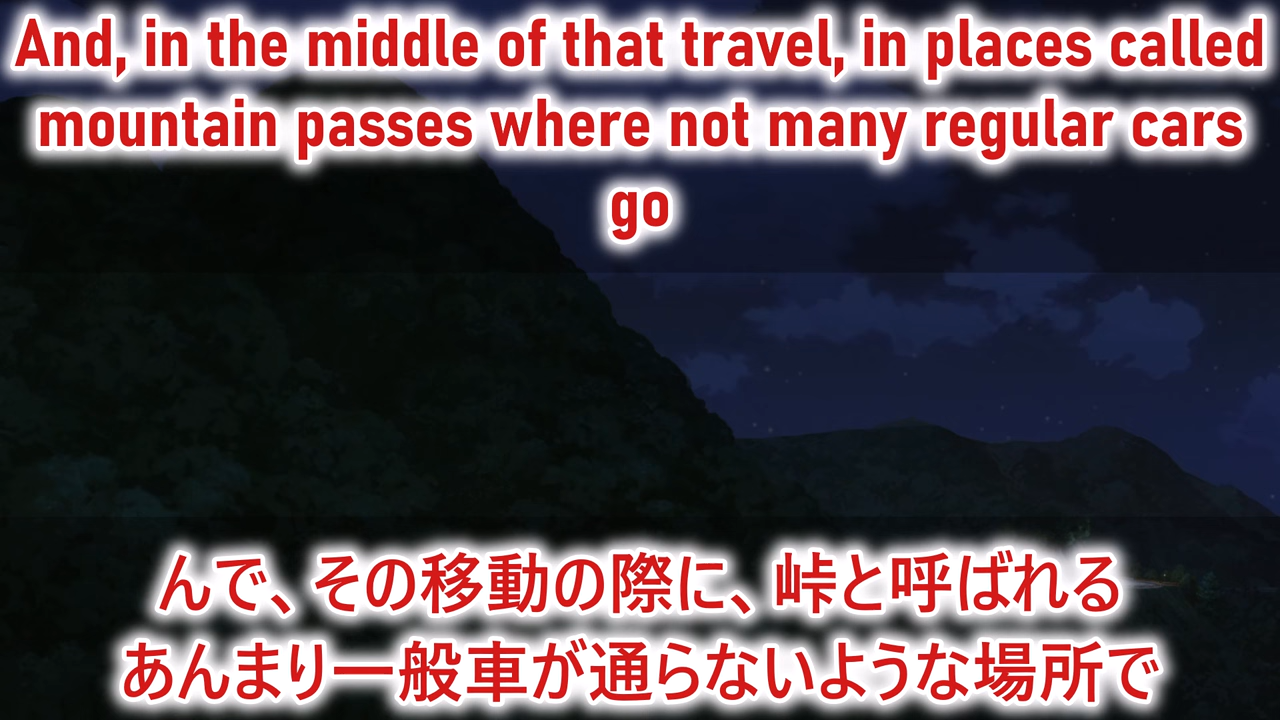 And, in the middle of that travel, in places called
mountain passes where not many regular cars
go
んで、その移動の際に、峠と呼ばれる
あんまり一般車が通らないような場所で